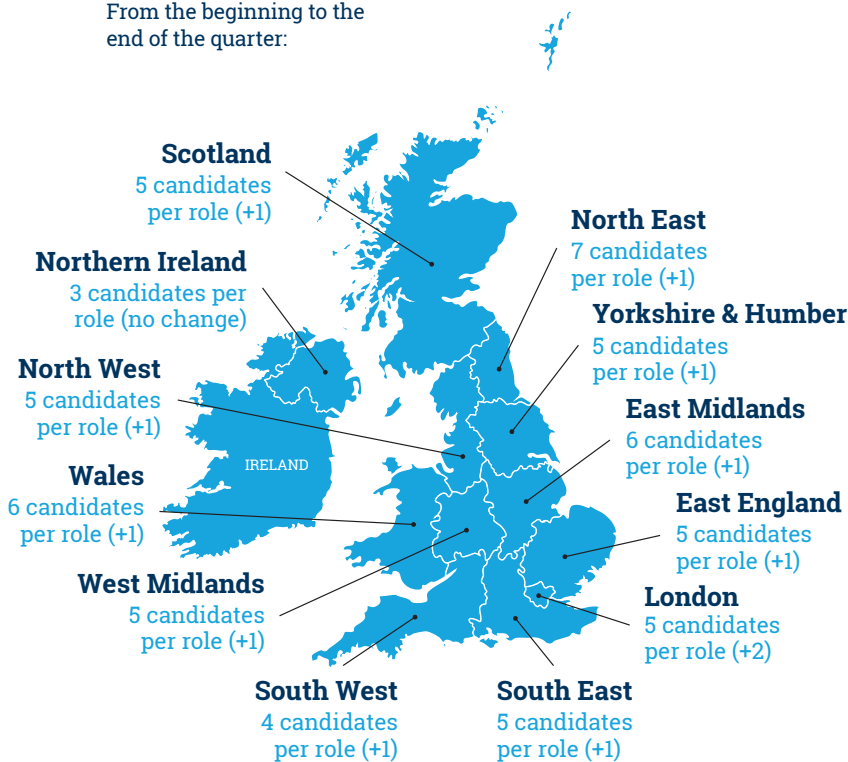 From the beginning to the
end of the quarter:
Scotland
5 candidates
per role (+1)
North East
7 candidates
per role (+1)
Northern Ireland
3 candidates per
role (no change)
Yorkshire & Humber
5 candidates
per role (+1)
North West
5 candidates
per role (+1)
East Midlands
6 candidates
per role (+1)
IRELAND
Wales
6 candidates
per role (+1)
East England
5 candidates
per role (+1)
West Midlands
5 candidates
per role (+1)
London
5 candidates
per role (+2)
South West
4 candidates
per role (+1)
South East
5 candidates
per role (+1)